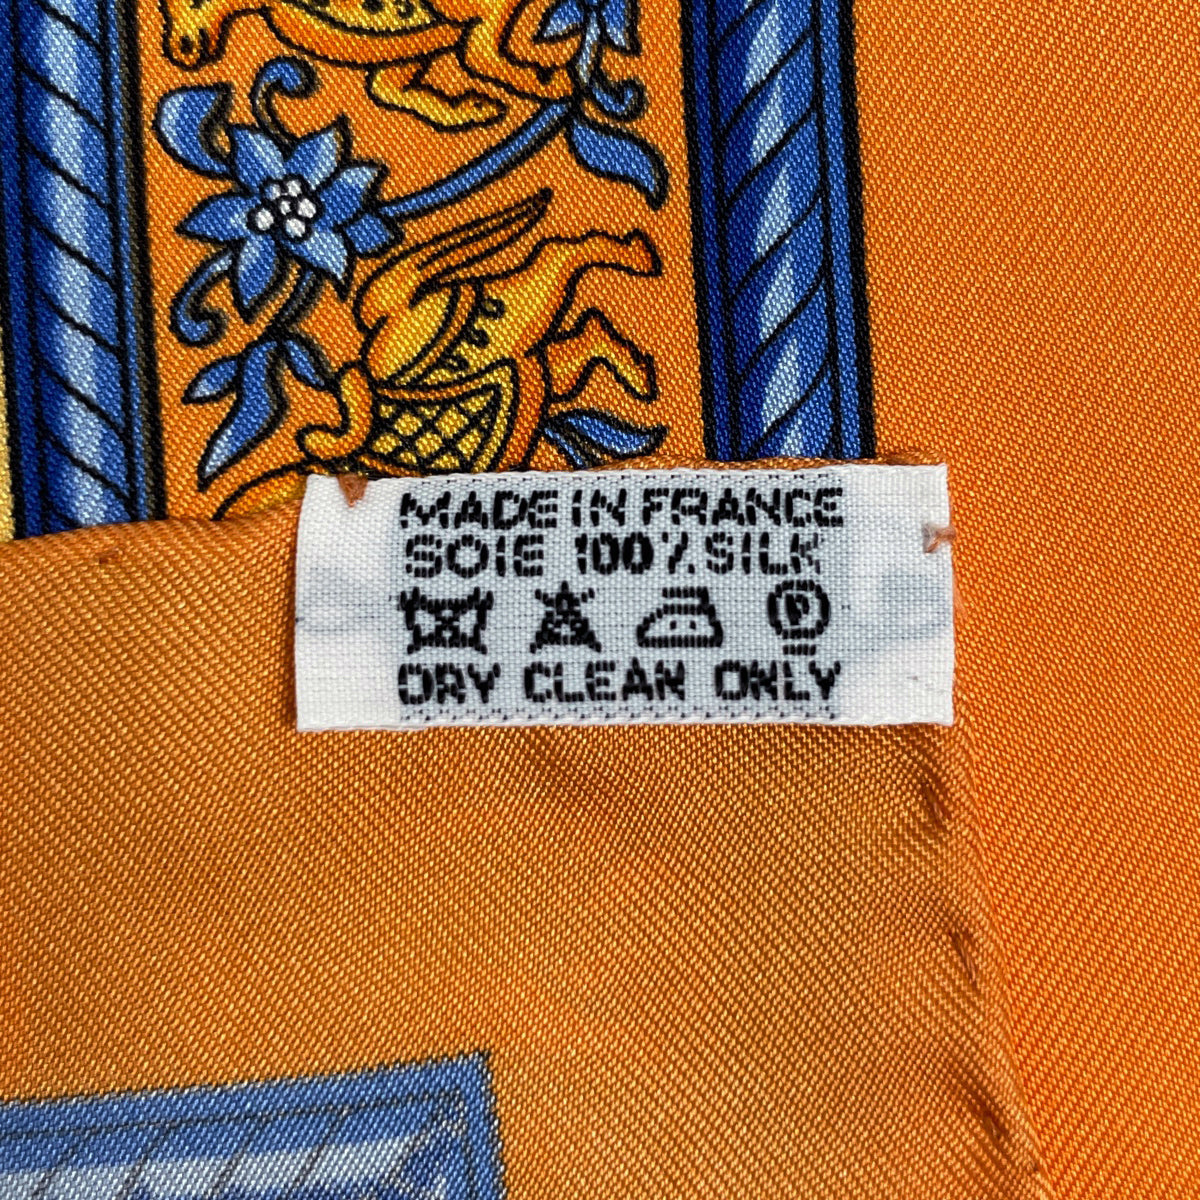 MADE IN FRANCE
SOIE 100% SILK
P
DRY CLEAN ONLY